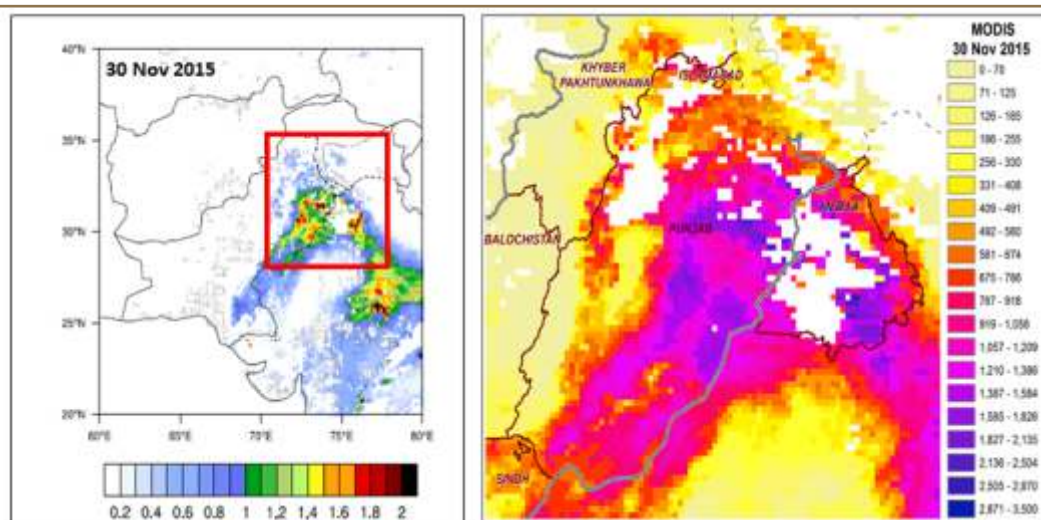 30 Nov 2015
40°N
35°N
30°N
25°N
20°N
60°E 65°E 70°E 75°E 80°E
0.2 0.4 0.6 0.8 1 1.2 1.4 1.6 1.8 2
KHYBER
PAKHTUNKHAWA
ISLAMABAD
BALOCHISTAN
PUNJAB
SINDH
MODIS
30 Nov 2015
0 - 70
71 - 125
126 - 185
186 - 255
256 - 330
331 - 408
409 - 491
492 - 580
581 - 674
675 - 786
787 - 918
919 - 1,056
1,057 - 1,209
1,210 - 1,386
1,387 - 1,584
1,585 - 1,826
1,827 - 2,135
2,136 - 2,504
2,505 - 2,870
2,871 - 3,500